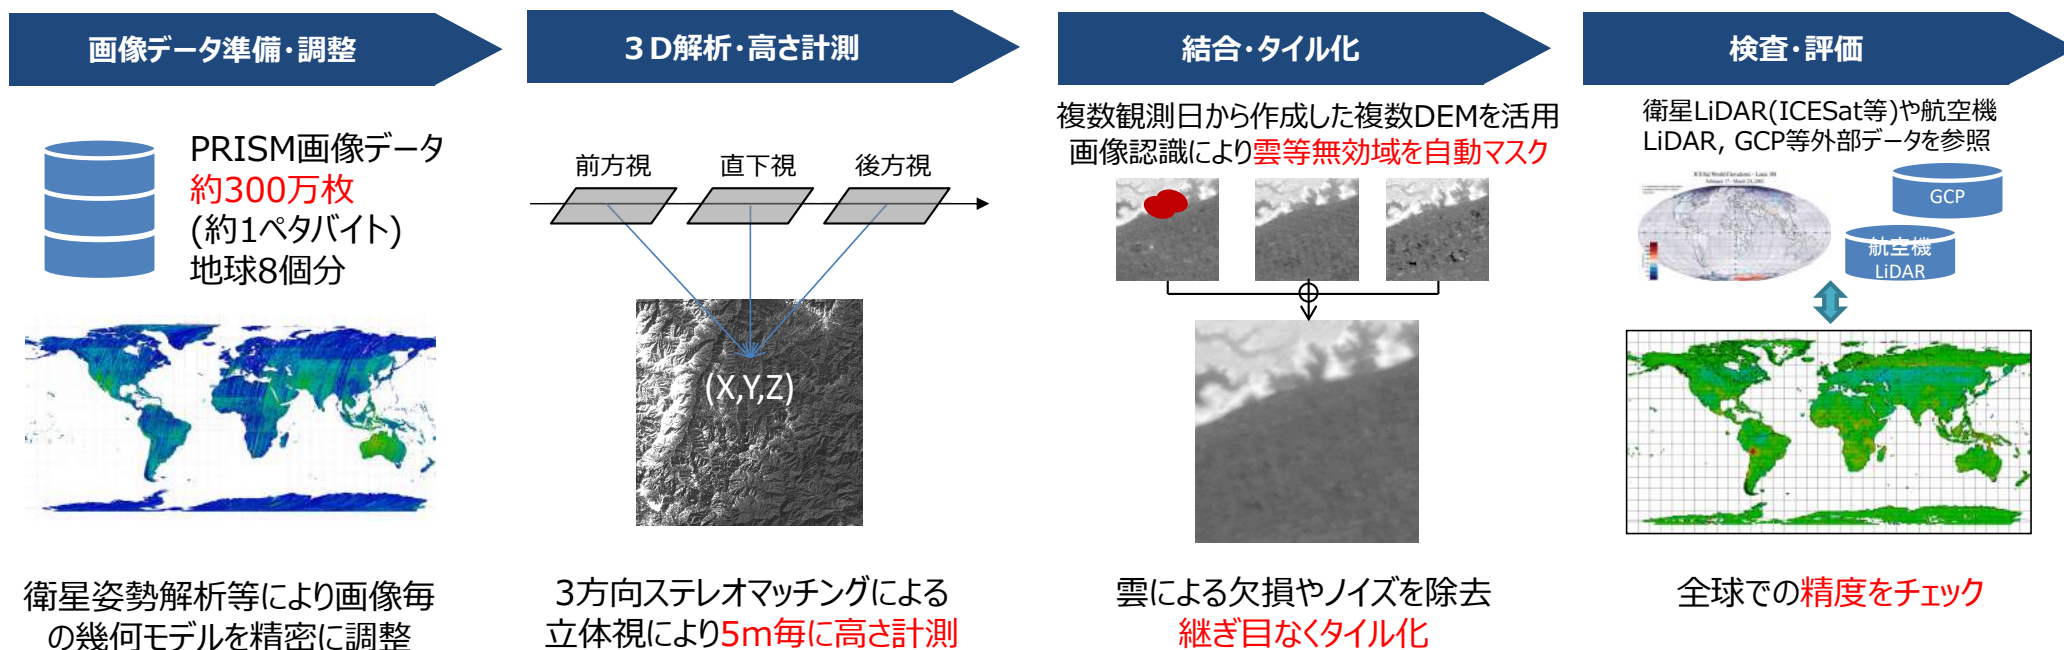 画像データ準備・調整
PRISM画像データ
約300万枚
(約1ペタバイト)
地球8個分
衛星姿勢解析等により画像毎
の幾何モデルを精密に調整
３D解析・高さ計測
前方視
直下視
後方視
(X,Y,Z)
3方向ステレオマッチングによる
立体視により5m毎に高さ計測
結合・タイル化
複数観測日から作成した複数DEMを活用
画像認識により雲等無効域を自動マスク
雲による欠損やノイズを除去
継ぎ目なくタイル化
検査・評価
衛星LiDAR(ICESat等)や航空機
LiDAR, GCP等外部データを参照
ICESat World Elevations - Laser 3B
February 17 - March 24, 2005
GCP
航空機
LiDAR
全球での精度をチェック